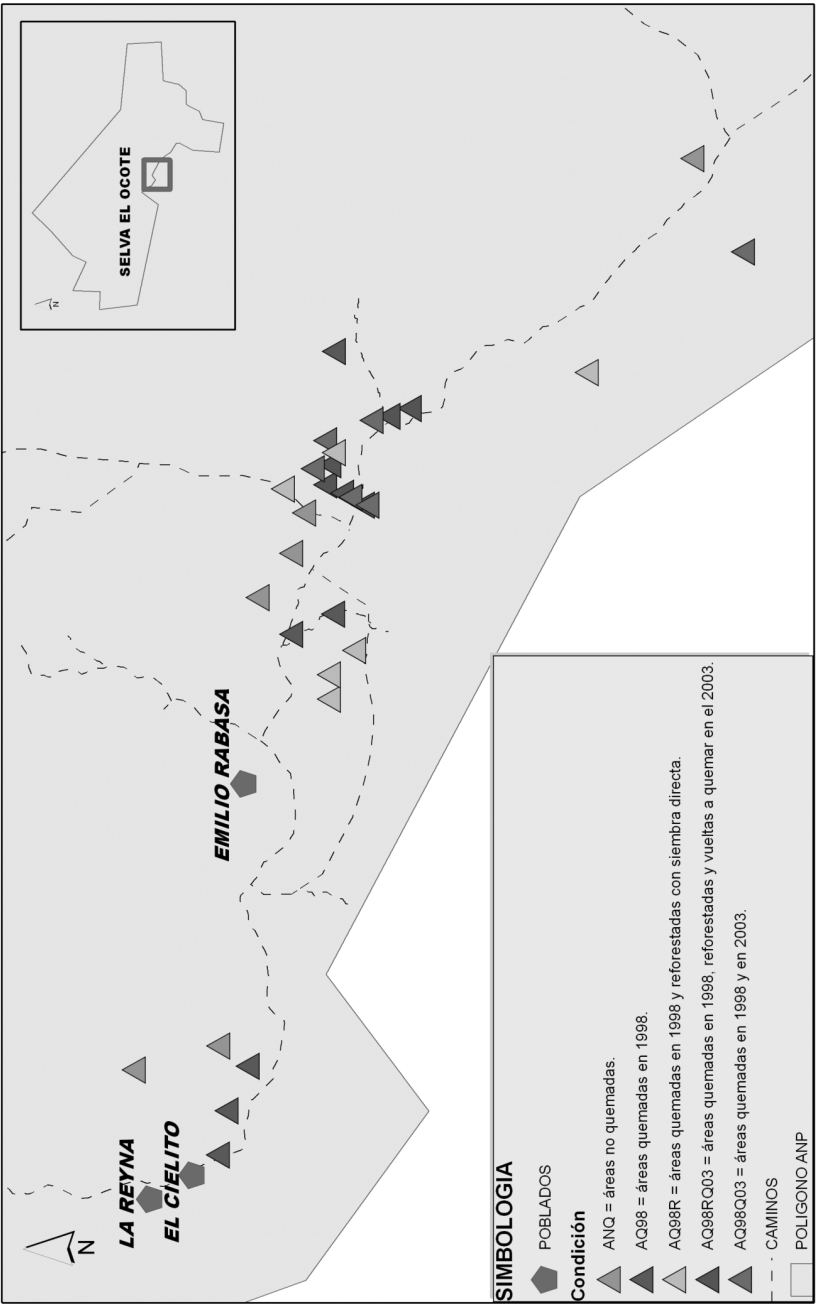 N
SELVA EL OCOTE
N
LA REYNA
EL CIELITO
EMILIO RABASA
SIMBOLOGIA
POBLADOS
Condición
ANQ = áreas no quemadas.
AQ98 = áreas quemadas en 1998.
AQ98R = áreas quemadas en 1998 y reforestadas con siembra directa.
AQ98RQ03 = áreas quemadas en 1998, reforestadas y vueltas a quemar en el 2003.
AQ98Q03 = áreas quemadas en 1998 y en 2003.
CAMINOS
POLIGONO ANP